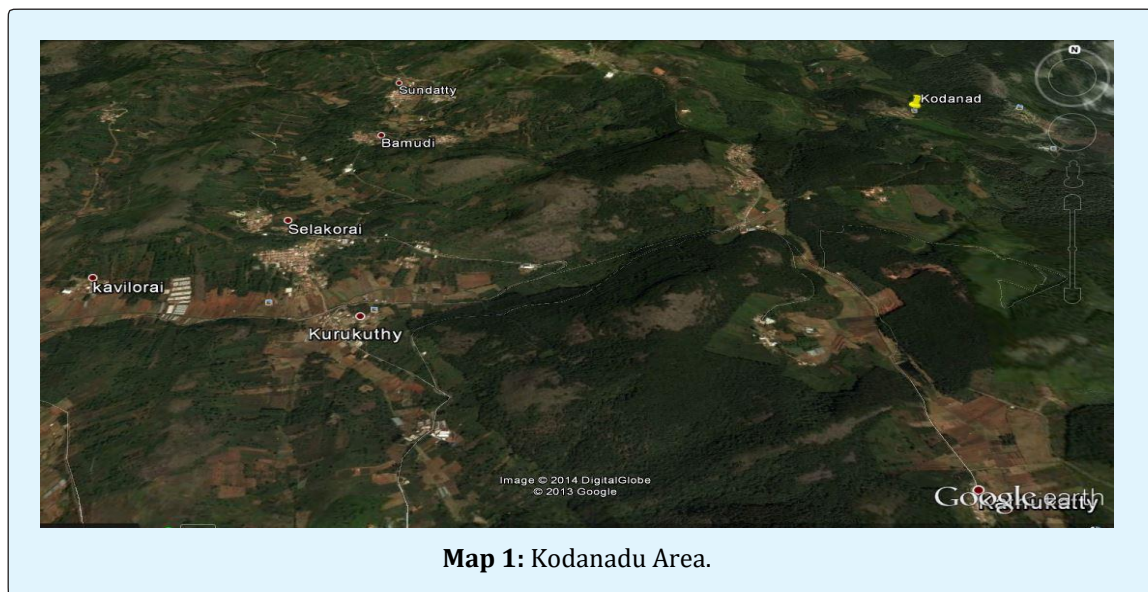 N
Sundatty
Kodanad
Bamudi
Selakorai
kavilorai
Kurukuthy
Image © 2014 DigitalGlobe
© 2013 Google
Google earth
Map 1: Kodanadu Area.